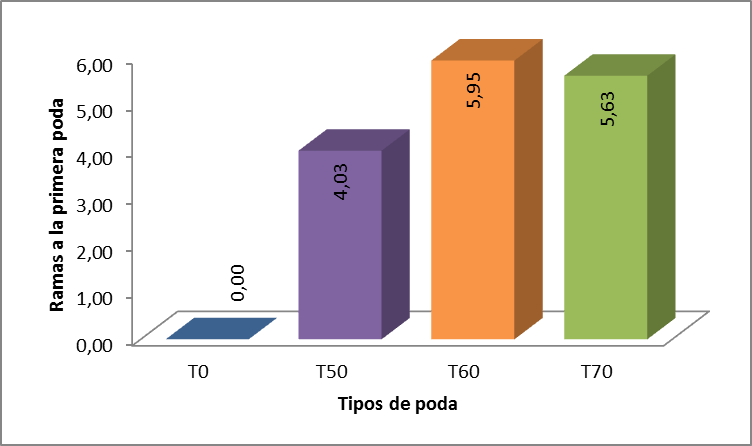 6,00
5,00
4,00
3,00
2,00
1,00
0,00
Ramas a la primera poda
0,00
4,03
5,95
5,63
T0
T50
T60
T70
Tipos de poda